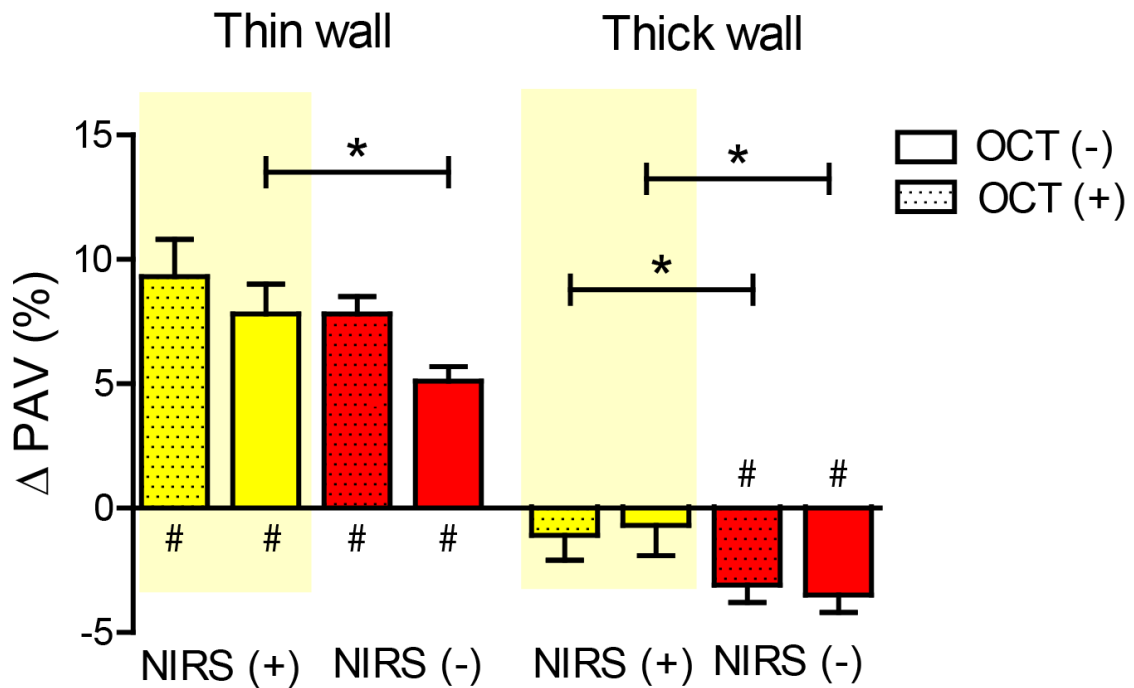 Thin wall
Thick wall
15
10
5
0
-5
Δ PAV (%)
*
*
*
OCT (-)
OCT (+)
# # # #
# #
NIRS (+)
NIRS (-)
NIRS (+)
NIRS (-)